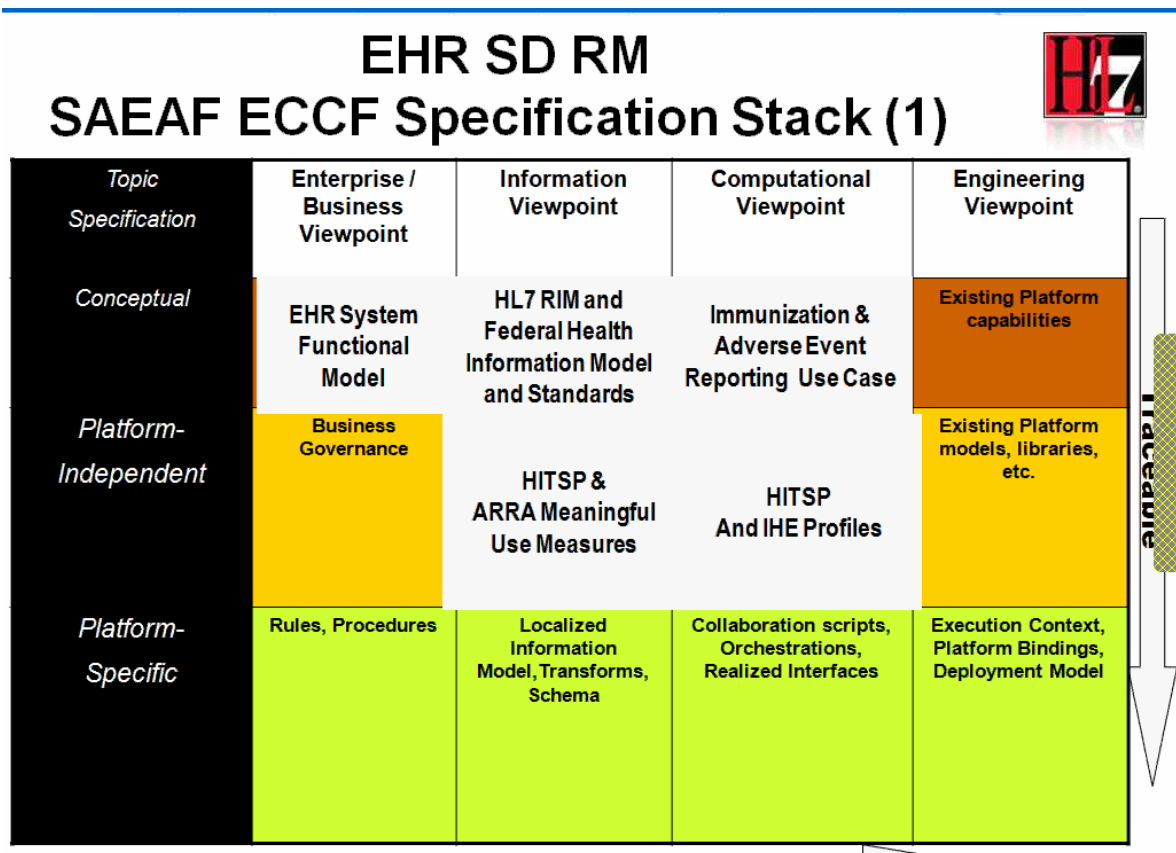 EHR SD RM
SAEAF ECCF Specification Stack (1)
HL7
Topic
Specification
Enterprise /
Business
Viewpoint
Information
Viewpoint
Computational
Viewpoint
Engineering
Viewpoint
Conceptual
EHR System
Functional
Model
HL7 RIM and
Federal Health
Information Model
and Standards
Immunization &
Adverse Event
Reporting Use Case
Existing Platform
capabilities
Platform-
Independent
Business
Governance
HITSP &
ARRA Meaningful
Use Measures
HITSP
And IHE Profiles
Existing Platform
models, libraries,
etc.
Platform-
Specific
Rules, Procedures
Localized
Information
Model, Transforms,
Schema
Collaboration scripts,
Orchestrations,
Realized Interfaces
Execution Context,
Platform Bindings,
Deployment Model
Traceable